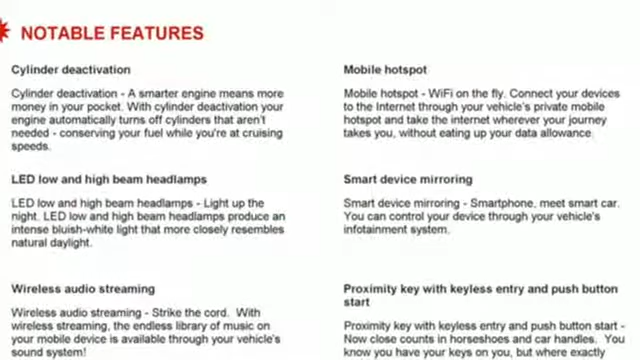 NOTABLE FEATURES
Cylinder deactivation
Cylinder deactivation - A smarter engine means more
money in your pocket. With cylinder deactivation your
engine automatically turns off cylinders that aren't
needed - conserving your fuel while you're at cruising
speeds.
LED low and high beam headlamps
LED low and high beam headlamps - Light up the
night. LED low and high beam headlamps produce an
intense bluish-white light that more closely resembles
natural daylight.
Wireless audio streaming
Wireless audio streaming - Strike the cord. With
wireless streaming, the endless library of music on
your mobile device is available through your vehicle's
sound system!
Mobile hotspot
Mobile hotspot - WiFi on the fly. Connect your devices
to the Internet through your vehicle's private mobile
hotspot and take the internet wherever your journey
takes you, without eating up your data allowance.
Smart device mirroring
Smart device mirroring - Smartphone, meet smart car.
You can control your device through your vehicle's
infotainment system.
Proximity key with keyless entry and push button
start
Proximity key with keyless entry and push button start -
Now close counts in horseshoes and car handles. You
know you have your keys on you, but where exactly